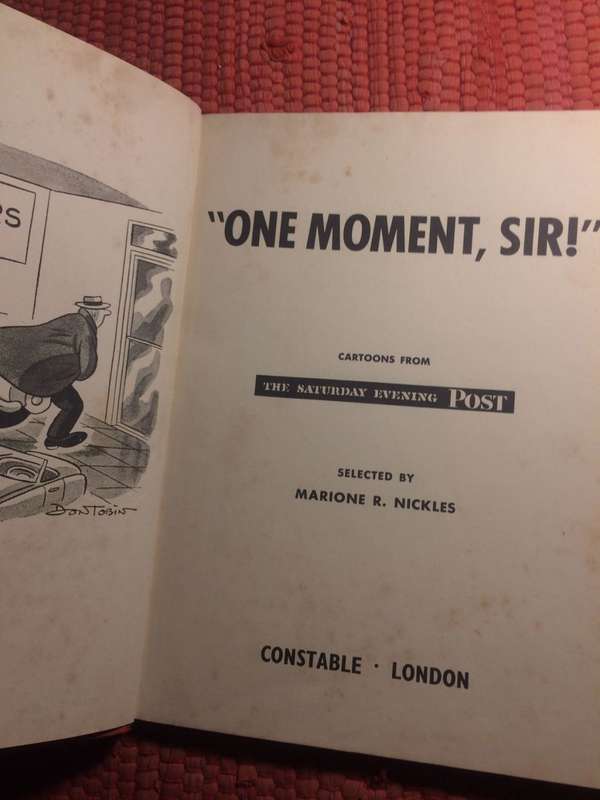 "ONE MOMENT, SIR!"
CARTOONS FROM
THE SATURDAY EVENING POST
SELECTED BY
MARIONE R. NICKLES
CONSTABLE · LONDON
DON TOBIN